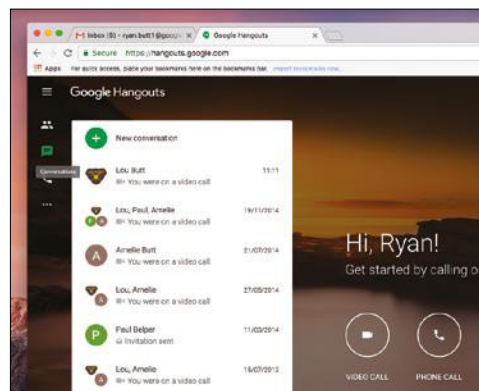 Inbox (5) - ryan.butt1@googl
Google Hangouts
Secure https://hangouts.google.com
Apps For quick access, place your bookmarks here on the bookmarks bar. Import bookmarks now...
Google Hangouts
New conversation
Lou Butt 11:11
You were on a video call
Conversations
Lou, Paul, Amelie 19/11/2014
You were on a video call
Amelie Butt 21/07/2014
A You were on a video call
Lou, Amelie 27/05/2014
You were on a video call
Paul Belper 11/03/2014
P Invitation sent
Lou, Amelie 15/07/2013
You were on a video call
Hi, Ryan!
Get started by calling o
VIDEO CALL PHONE CALL